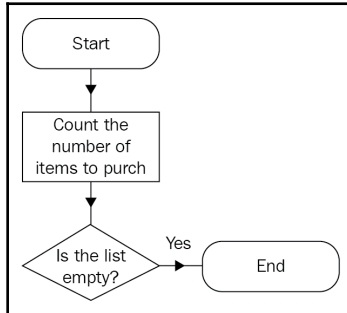 Start
Count the
number of
items to purch
Is the list
empty?
Yes
End